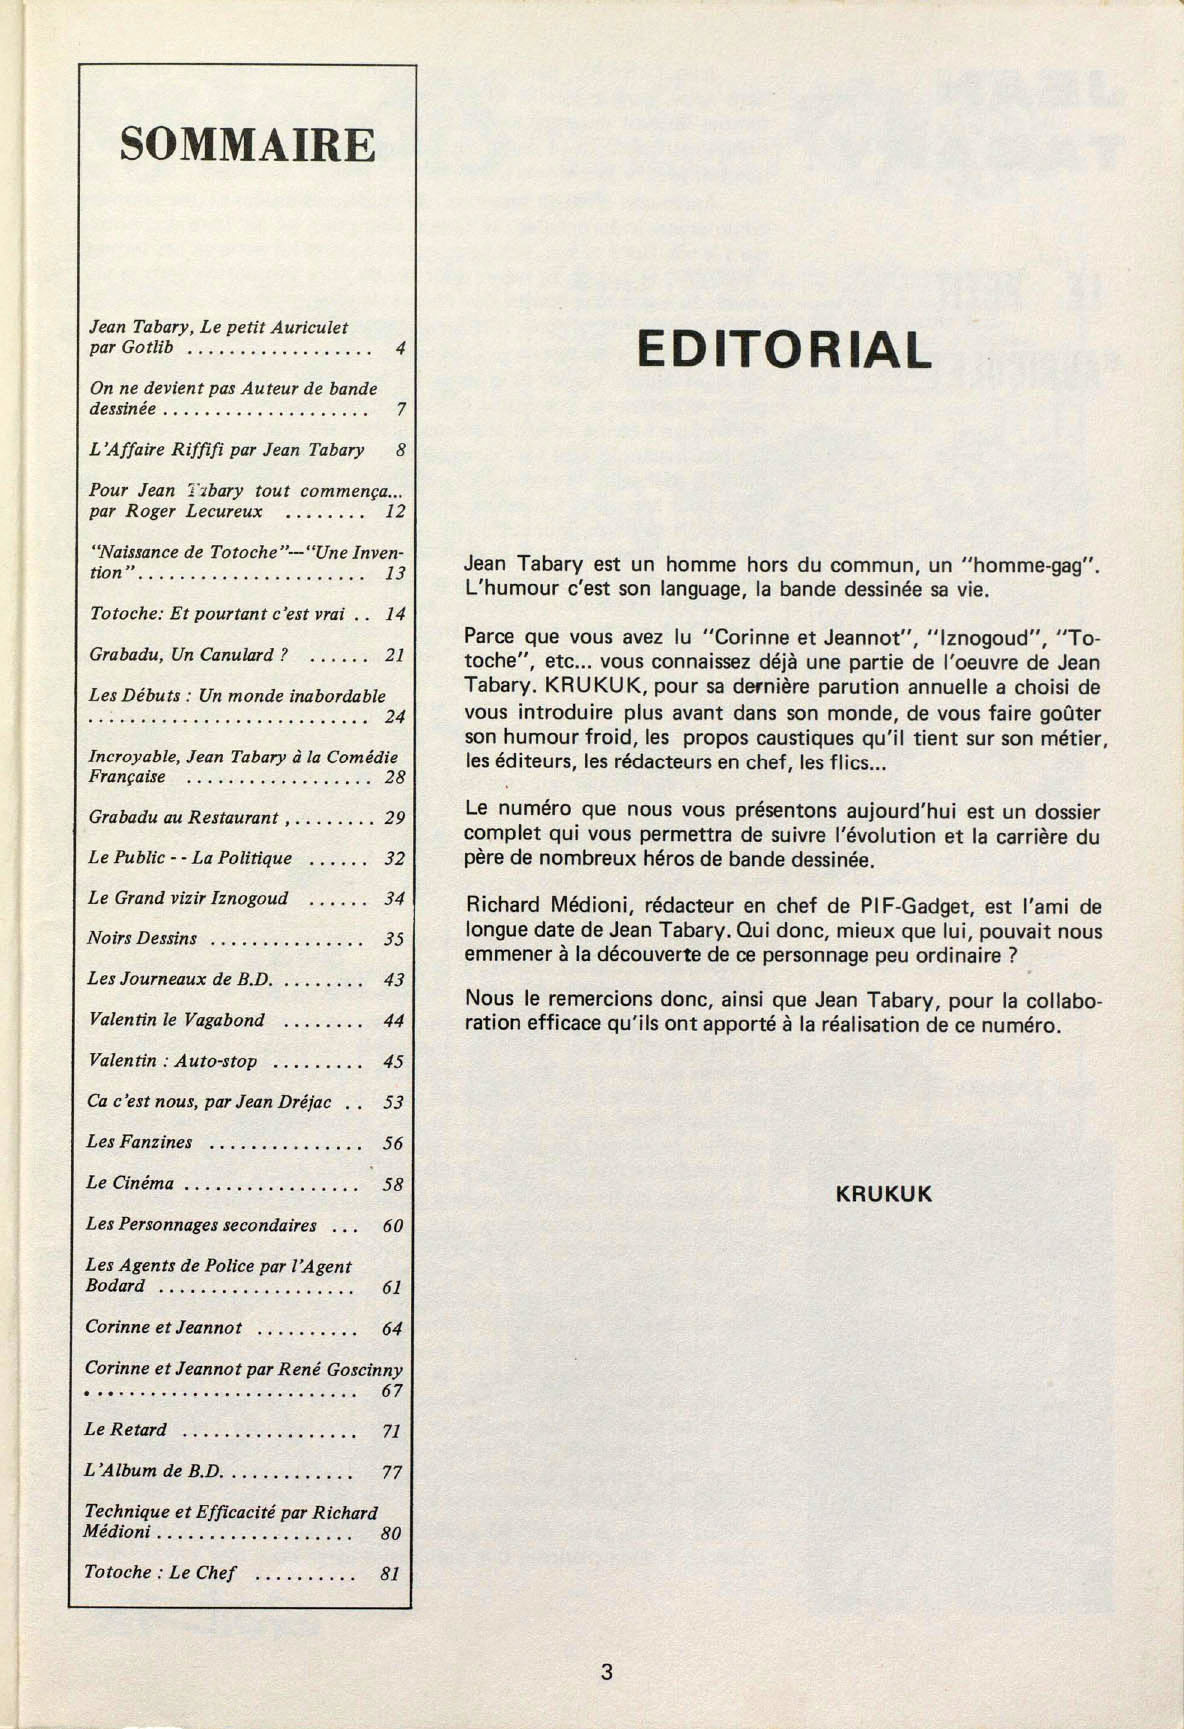 SOMMAIRE
Jean Tabary, Le petit Auriculet
par Gotlib .................. 4
On ne devient pas Auteur de bande
dessinée .................... 7
L'Affaire Riffifi par Jean Tabary 8
Pour Jean Tabary tout commença...
par Roger Lecureux ........ 12
"Naissance de Totoche"---"Une Inven-
tion" ...................... 13
Totoche: Et pourtant c'est vrai .. 14
Grabadu, Un Canulard ? ...... 21
Les Débuts : Un monde inabordable
........................... 24
Incroyable, Jean Tabary à la Comédie
Française .................. 28
Grabadu au Restaurant ,........ 29
Le Public - - La Politique ...... 32
Le Grand vizir Iznogoud ...... 34
Noirs Dessins ............... 35
Les Journeaux de B.D. ........ 43
Valentin le Vagabond ........ 44
Valentin : Auto-stop ......... 45
Ca c'est nous, par Jean Dréjac .. 53
Les Fanzines ............... 56
Le Cinéma ................. 58
Les Personnages secondaires ... 60
Les Agents de Police par l'Agent
Bodard ................... 61
Corinne et Jeannot .......... 64
Corinne et Jeannot par René Goscinny
.......................... 67
Le Retard ................. 71
L'Album de B.D. ............ 77
Technique et Efficacité par Richard
Médioni ................... 80
Totoche : Le Chef .......... 81
EDITORIAL
Jean Tabary est un homme hors du commun, un "homme-gag".
L'humour c'est son language, la bande dessinée sa vie.
Parce que vous avez lu "Corinne et Jeannot", "Iznogoud", "To-
toche", etc... vous connaissez déjà une partie de l'oeuvre de Jean
Tabary. KRUKUK, pour sa dernière parution annuelle a choisi de
vous introduire plus avant dans son monde, de vous faire goûter
son humour froid, les propos caustiques qu'il tient sur son métier,
les éditeurs, les rédacteurs en chef, les flics...
Le numéro que nous vous présentons aujourd'hui est un dossier
complet qui vous permettra de suivre l'évolution et la carrière du
père de nombreux héros de bande dessinée.
Richard Médioni, rédacteur en chef de PIF-Gadget, est l'ami de
longue date de Jean Tabary. Qui donc, mieux que lui, pouvait nous
emmener à la découverte de ce personnage peu ordinaire ?
Nous le remercions donc, ainsi que Jean Tabary, pour la collabo-
ration efficace qu'ils ont apporté à la réalisation de ce numéro.
KRUKUK
3